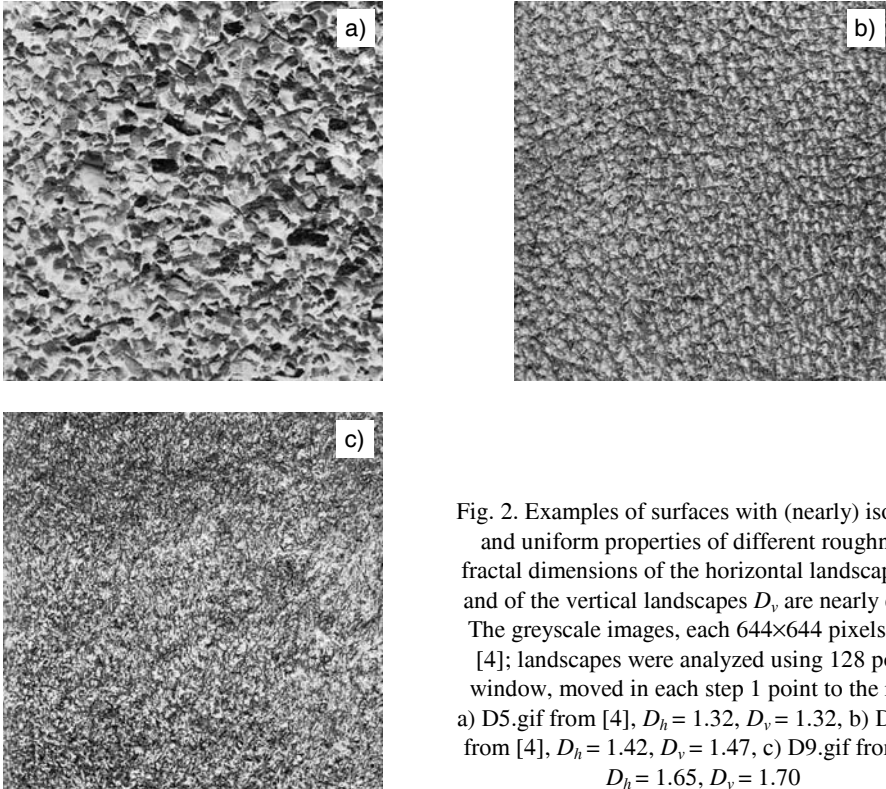 a)
b)
c)
Fig. 2. Examples of surfaces with (nearly)
and uniform properties of different
fractal dimensions of the horizontal
and of the vertical landscapes Dv are nearly
The greyscale images, each 644×644 pixels
[4]; landscapes were analyzed using 128
window, moved in each step 1 point to the
a) D5.gif from [4], Dh = 1.32, Dv = 1.32, b)
from [4], Dh = 1.42, Dv = 1.47, c) D9.gif
Dh = 1.65, Dv = 1.70